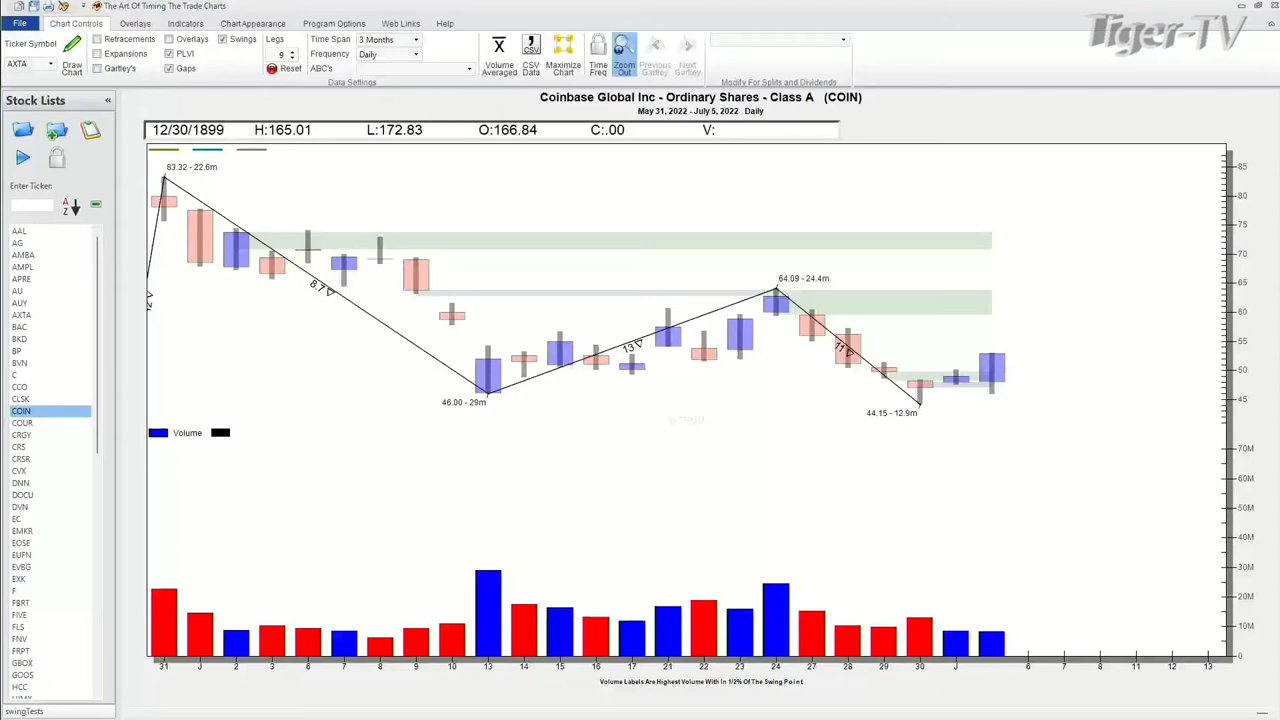 The Art Of Timing The Trade Charts
Tiger-TV
File Chart Controls Overlays Indicators Chart Appearance Program Options Web Links Help
Ticker Symbol
AXTA
Draw
Chart
Retracements Overlays Swings
Expansions PLVI
Gartley's Gaps
Legs
9
Reset
Time Span 3 Months
Frequency Daily
ABC's
Data Settings
Volume
Averaged
CSV
Data
Maximize
Chart
Time
Freq
Zoom
Out
Previous
Gartley
Next
Gartley
Modify For Splits and Dividends
Stock Lists «
Enter Ticker:
A
Z
AAL
AG
AMBA
AMPL
APRE
AU
AUY
AXTA
BAC
BKD
BP
BVN
C
CCO
CLSK
COIN
COUR
CRGY
CRS
CRSR
CVX
DNN
DOCU
DVN
EC
EMKR
EOSE
EUFN
EVBG
EXK
F
FBRT
FIVE
FLS
FNV
FRPT
GBOX
GOOS
HCC
swingTests
Coinbase Global Inc - Ordinary Shares - Class A (COIN)
May 31, 2022 - July 5, 2022 Daily
12/30/1899 H:165.01 L:172.83 O:166.84 C:.00 V:
83.32 - 22.6m
8.7
46.00 - 29m
13
64.09 - 24.4m
11
44.15 - 12.9m
85
80
75
70
65
60
55
50
45
Volume
70M
60M
50M
40M
30M
20M
10M
0
31 J 2 3 6 7 8 9 10 13 14 15 16 17 21 22 23 24 27 28 29 30 J 6 7 8 11 12 13
Volume Labels Are Highest Volume With In 1/2% Of The Swing Point